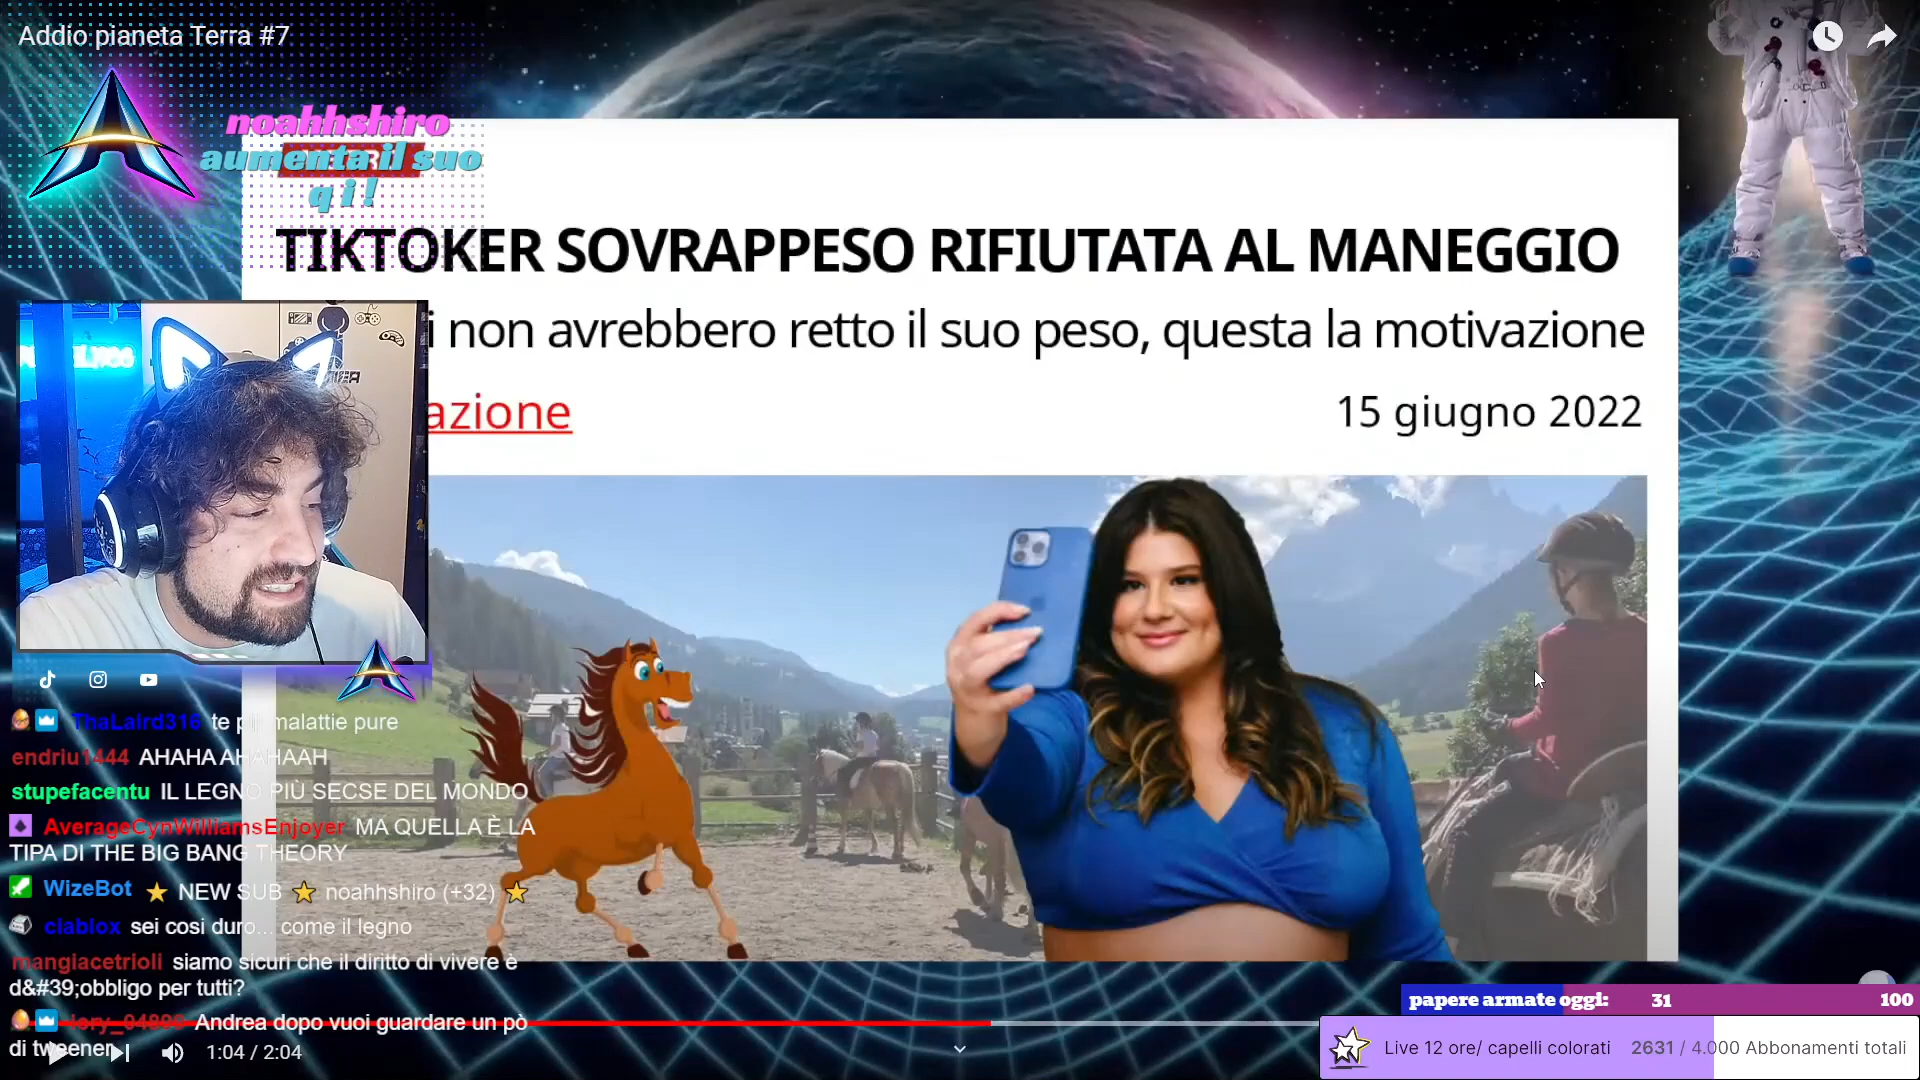 Addio pianeta Terra #7
noahhshiro
aumenta il suo
q i !
TIKTOKER SOVRAPPESO RIFIUTATA AL MANEGGIO
i non avrebbero retto il suo peso, questa la motivazione
azione
15 giugno 2022
ThaLaird316 te più malattie pure
endriu1444 AHAHA AHAHAAH
stupefacentu IL LEGNO PIÙ SECSE DEL MONDO
AverageCynWilliamsEnjoyer MA QUELLA È LA
TIPA DI THE BIG BANG THEORY
WizeBot NEW SUB noahhshiro (+32)
ciablox sei cosi duro... come il legno
mangiacetrioli siamo sicuri che il diritto di vivere è
d&#39;obbligo per tutti?
Andrea dopo vuoi guardare un pò
di tweener
1:04 / 2:04
papere armate oggi: 31 100
Live 12 ore/ capelli colorati 2631 / 4.000 Abbonamenti totali